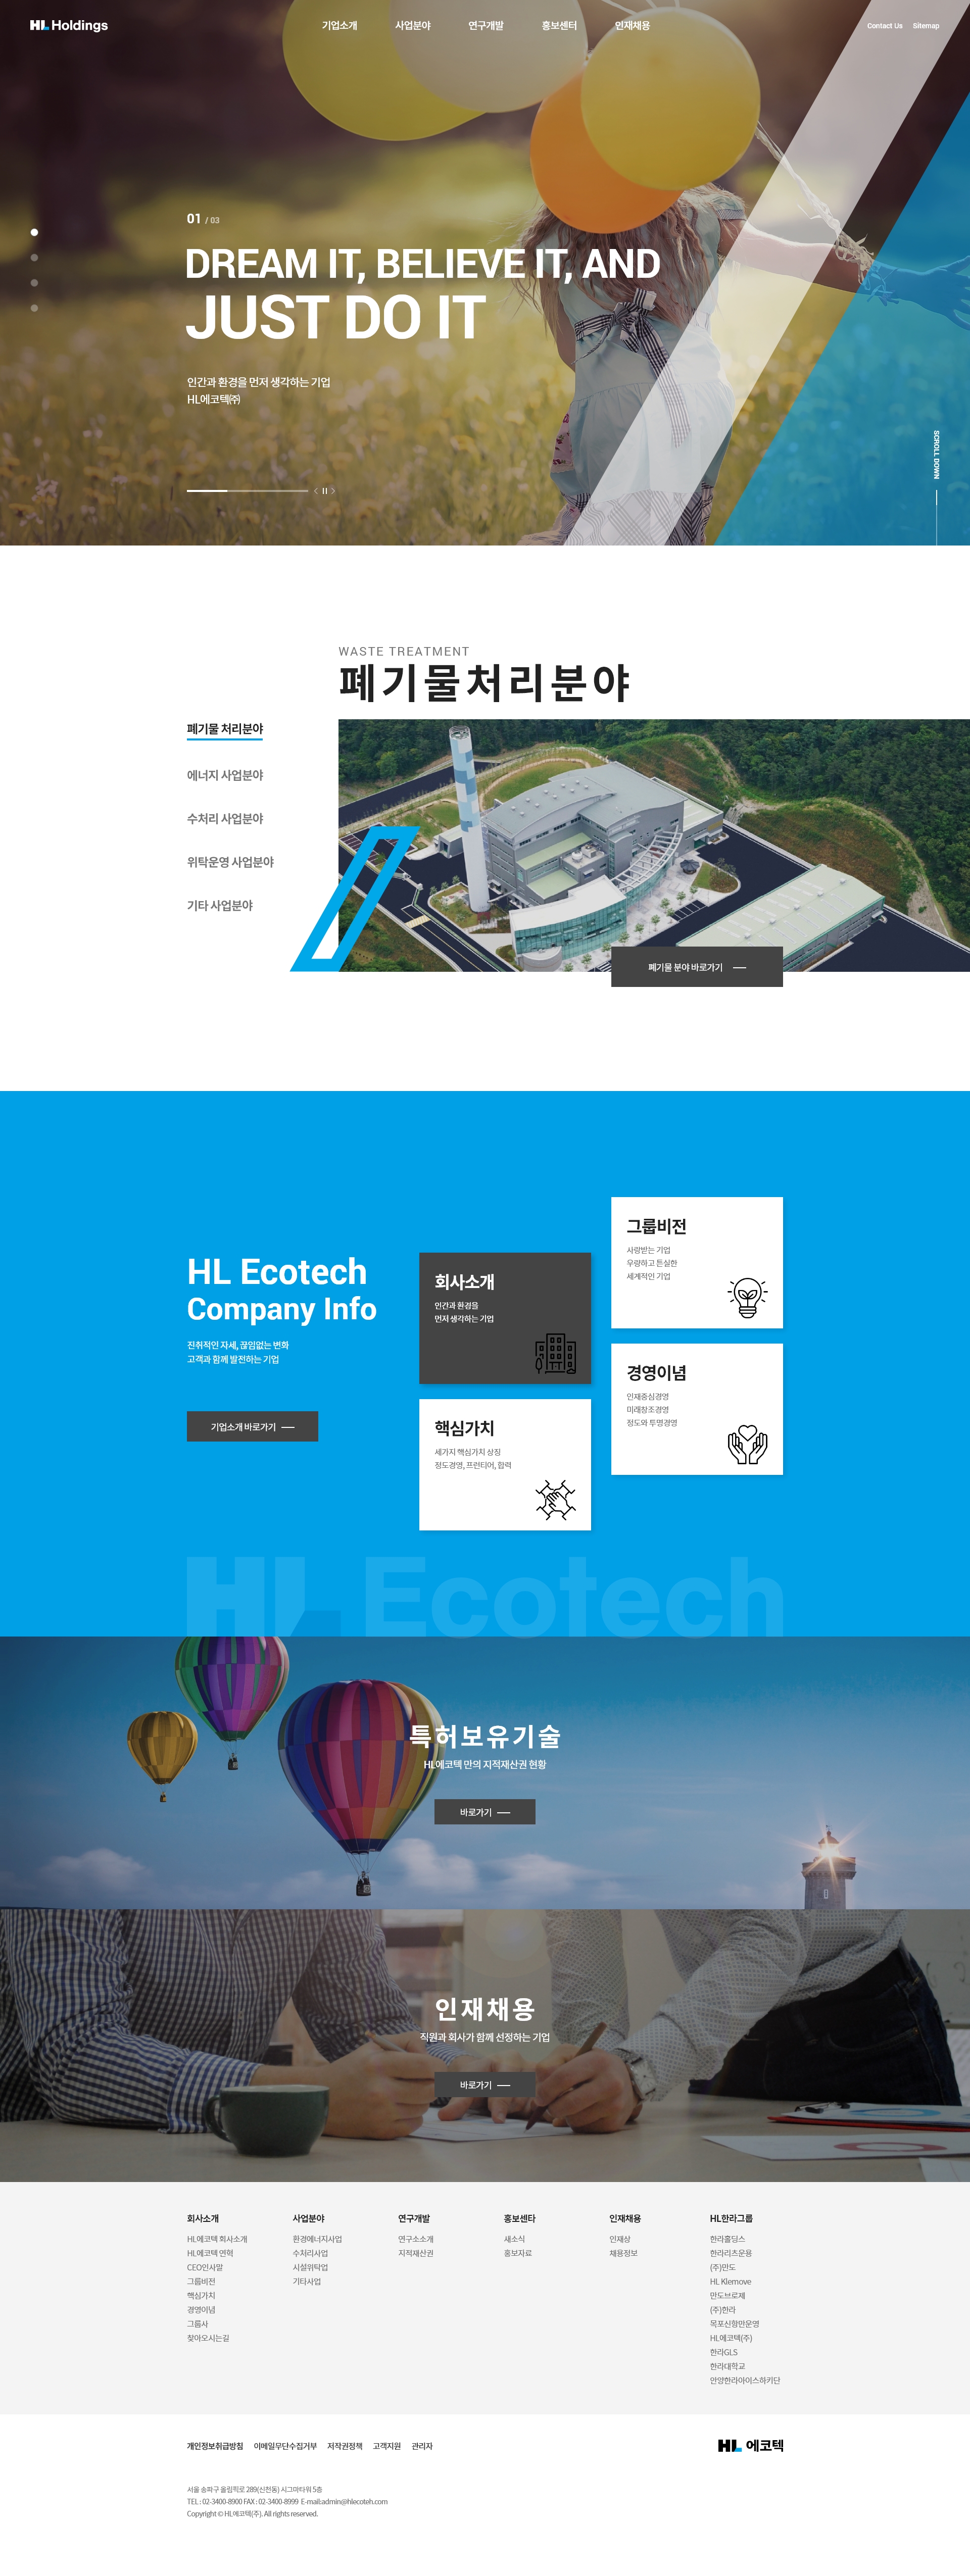 HL Holdings
기업소개 사업분야 연구개발 홍보센터 인재채용
Contact Us Sitemap
01 / 03
DREAM IT, BELIEVE IT, AND
JUST DO IT
인간과 환경을 먼저 생각하는 기업
HL에코텍㈜
SCROLL DOWN
WASTE TREATMENT
폐기물처리분야
폐기물 처리분야
에너지 사업분야
수처리 사업분야
위탁운영 사업분야
기타 사업분야
폐기물 분야 바로가기
HL Ecotech
Company Info
진취적인 자세, 끊임없는 변화
고객과 함께 발전하는 기업
기업소개 바로가기
회사소개
인간과 환경을
먼저 생각하는 기업
핵심가치
세가지 핵심가치 상징
정도경영, 프런티어, 협력
그룹비전
사랑받는 기업
우량하고 튼실한
세계적인 기업
경영이념
인재중심경영
미래창조경영
정도와 투명경영
HL Ecotech
특허보유기술
HL에코텍 만의 지적재산권 현황
바로가기
인재채용
직원과 회사가 함께 선정하는 기업
바로가기
회사소개
HL에코텍 회사소개
HL에코텍 연혁
CEO인사말
그룹비전
핵심가치
경영이념
그룹사
찾아오시는길
사업분야
환경에너지사업
수처리사업
시설위탁업
기타사업
연구개발
연구소소개
지적재산권
홍보센타
새소식
홍보자료
인재채용
인재상
채용정보
HL한라그룹
한라홀딩스
한라리츠운용
(주)만도
HL Klemove
만도브로제
(주)한라
목포신항만운영
HL에코텍(주)
한라GLS
한라대학교
안양한라아이스하키단
개인정보취급방침 이메일무단수집거부 저작권정책 고객지원 관리자
HL 에코텍
서울 송파구 올림픽로 289(신천동) 시그마타워 5층
TEL : 02-3400-8900 FAX : 02-3400-8999 E-mail:admin@hlecoteh.com
Copyright © HL에코텍(주). All rights reserved.